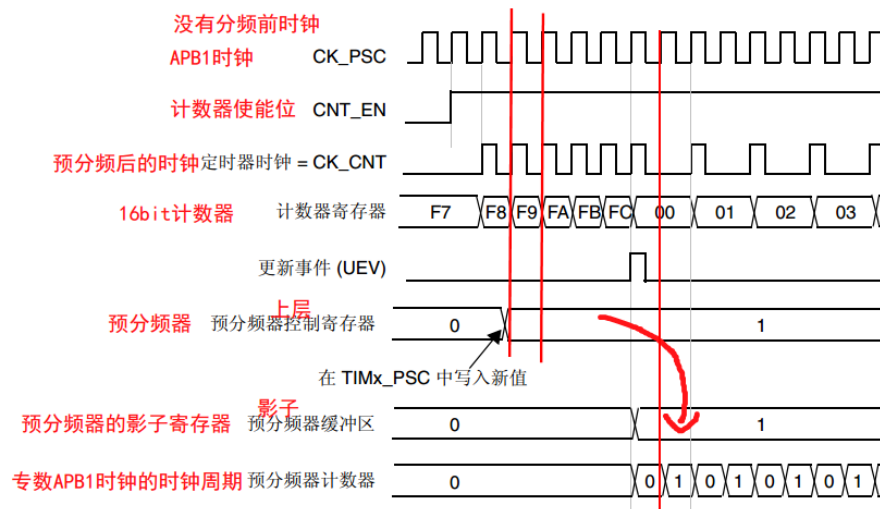 没有分频前时钟
APB1时钟 CK_PSC
计数器使能位 CNT_EN
预分频后的时钟 定时器时钟 = CK_CNT
16bit计数器 计数器寄存器 F7 F8 F9 FA FB FC 00 01 02 03
更新事件 (UEV)
上层
预分频器 预分频器控制寄存器 0 1
在 TIMx_PSC 中写入新值
影子
预分频器的影子寄存器 预分频器缓冲区 0 1
专数APB1时钟的时钟周期 预分频器计数器 0 0 1 0 1 0 1 0 1